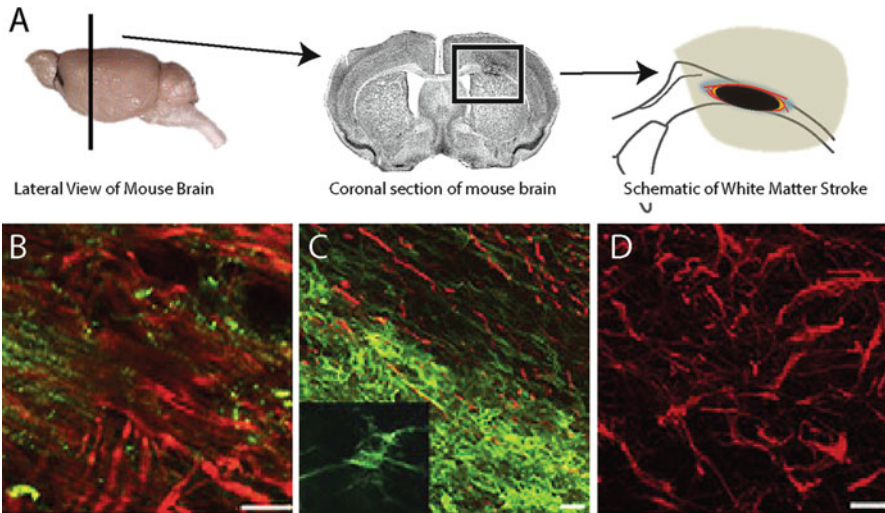 A
Lateral View of Mouse Brain
Coronal section of mouse brain
Schematic of White Matter Stroke
B
C
D